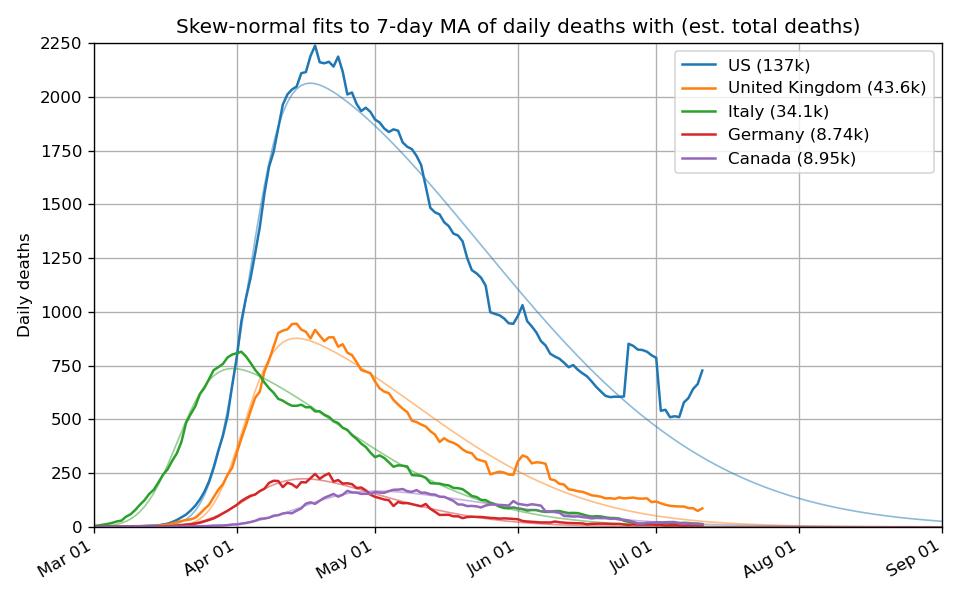 Skew-normal fits to 7-day MA of daily deaths with (est. total deaths)
Daily deaths
2250
2000
1750
1500
1250
1000
750
500
250
0
US (137k)
United Kingdom (43.6k)
Italy (34.1k)
Germany (8.74k)
Canada (8.95k)
Mar 01
Apr 01
May 01
Jun 01
Jul 01
Aug 01
Sep 01